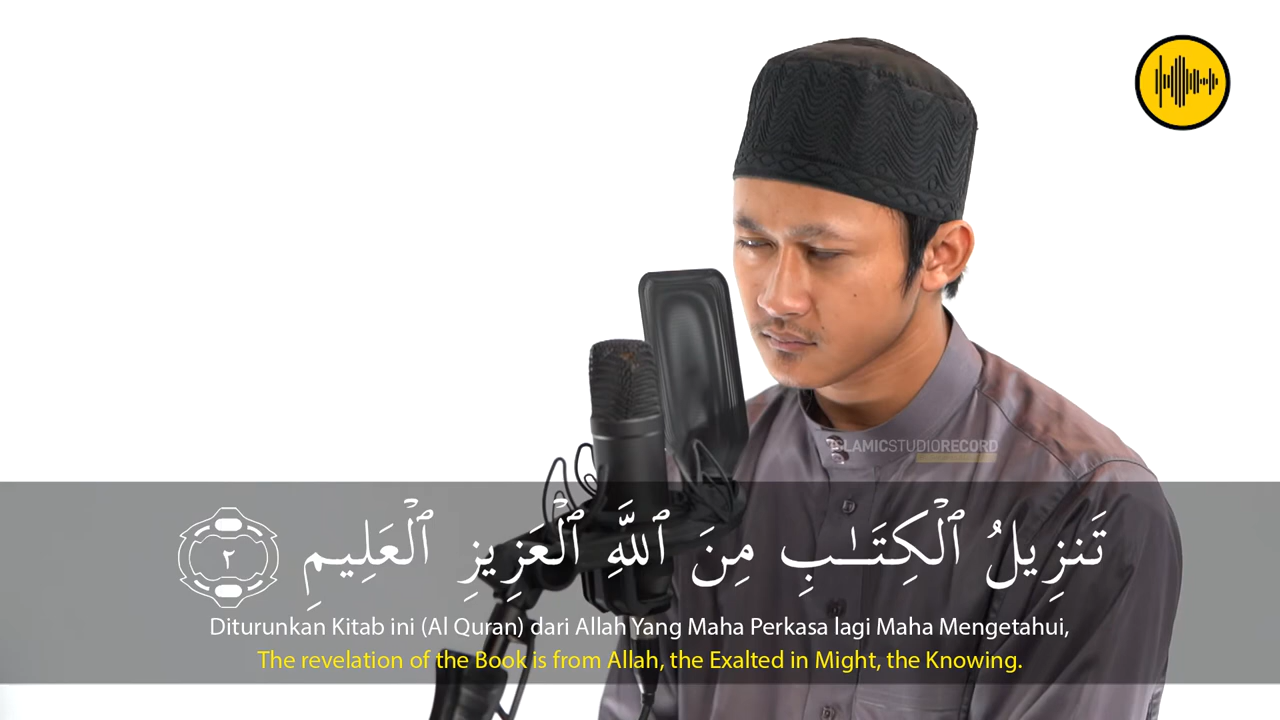 ISLAMICSTUDIORECORD
تَنزِيلُ ٱلْكِتَـٰبِ مِنَ ٱللَّهِ ٱلْعَزِيزِ ٱلْعَلِيمِ ٢
Diturunkan Kitab ini (Al Quran) dari Allah Yang Maha Perkasa lagi Maha Mengetahui,
The revelation of the Book is from Allah, the Exalted in Might, the Knowing.